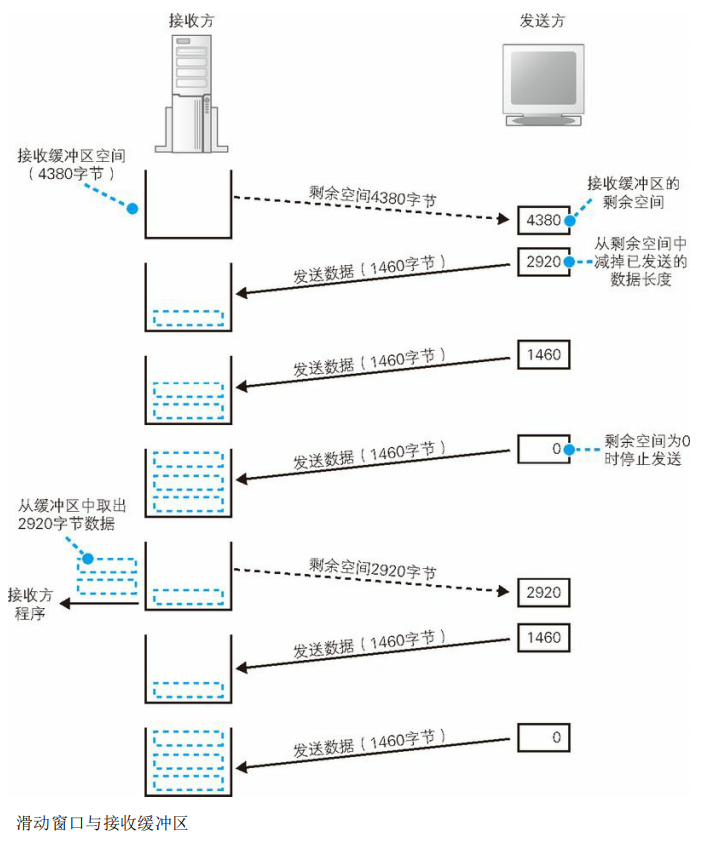 接收方
发送方
接收缓冲区空间
（4380字节）
剩余空间4380字节
4380
接收缓冲区的
剩余空间
发送数据（1460字节）
2920
从剩余空间中
减掉已发送的
数据长度
发送数据（1460字节）
1460
发送数据（1460字节）
0
剩余空间为0
时停止发送
从缓冲区中取出
2920字节数据
剩余空间2920字节
2920
接收方
程序
发送数据（1460字节）
1460
发送数据（1460字节）
0
滑动窗口与接收缓冲区